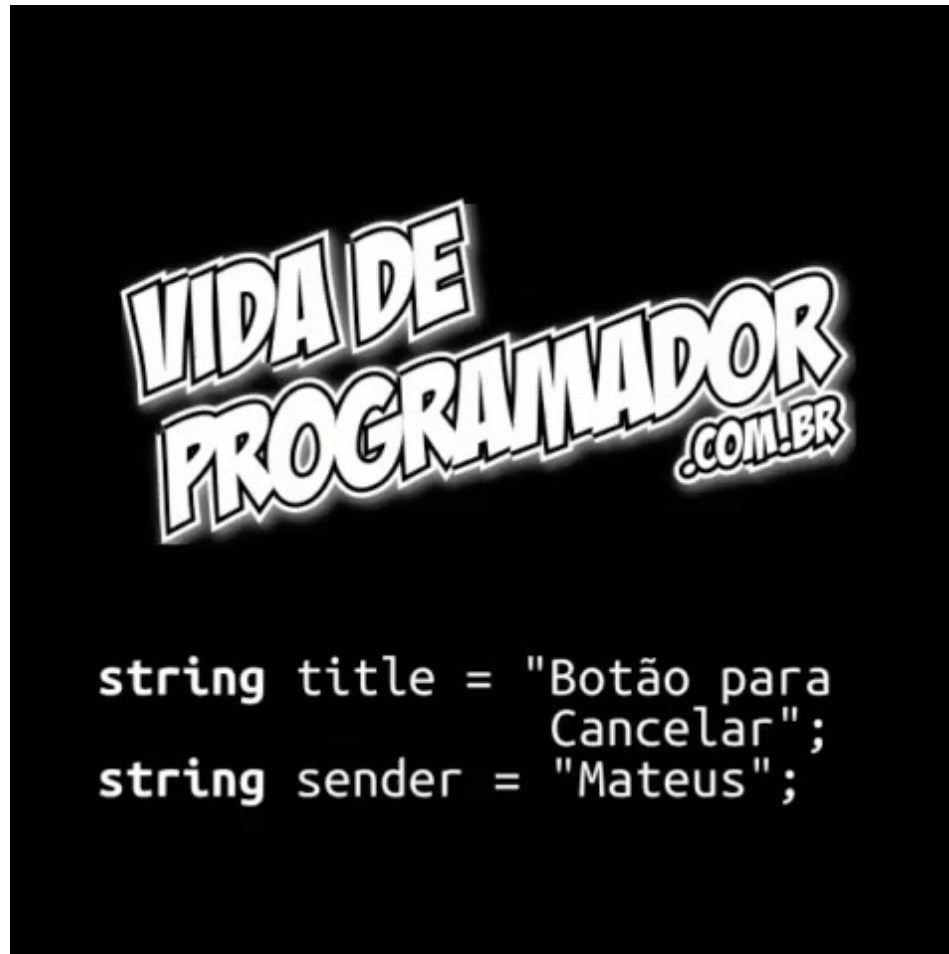 VIDA DE
PROGRAMADOR
.COM.BR
string title = "Botão para
Cancelar";
string sender = "Mateus";